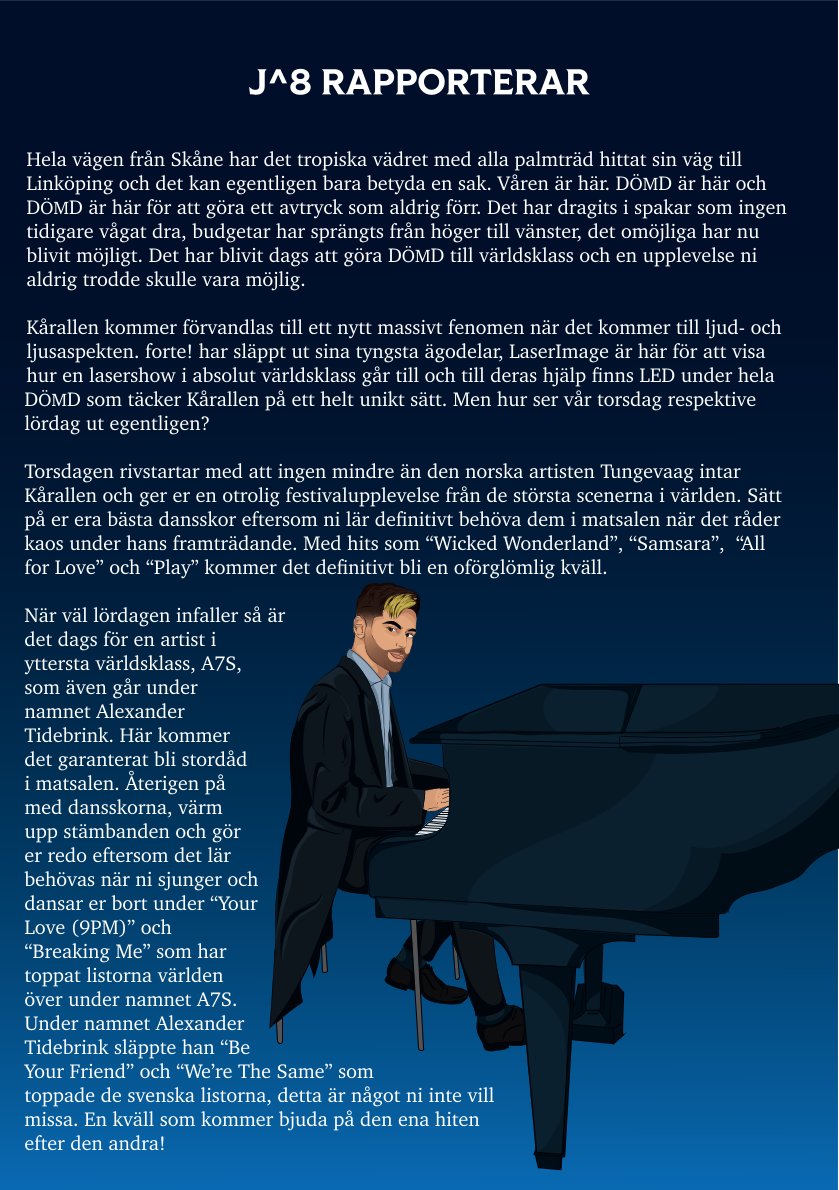 J^8 RAPPORTERAR
Hela vägen från Skåne har det tropiska vädret med alla palmträd hittat sin väg till
Linköping och det kan egentligen bara betyda en sak. Våren är här. DÖMD är här och
DÖMD är här för att göra ett avtryck som aldrig förr. Det har dragits i spakar som ingen
tidigare vågat dra, budgetar har sprängts från höger till vänster, det omöjliga har nu
blivit möjligt. Det har blivit dags att göra DÖMD till världsklass och en upplevelse ni
aldrig trodde skulle vara möjlig.
Kårallen kommer förvandlas till ett nytt massivt fenomen när det kommer till ljud- och
ljusaspekten. forte! har släppt ut sina tyngsta ägodelar, LaserImage är här för att visa
hur en lasershow i absolut världsklass går till och till deras hjälp finns LED under hela
DÖMD som täcker Kårallen på ett helt unikt sätt. Men hur ser vår torsdag respektive
lördag ut egentligen?
Torsdagen rivstartar med att ingen mindre än den norska artisten Tungevaag intar
Kårallen och ger er en otrolig festivalupplevelse från de största scenerna i världen. Sätt
på er era bästa dansskor eftersom ni lär definitivt behöva dem i matsalen när det råder
kaos under hans framträdande. Med hits som “Wicked Wonderland”, “Samsara”,  “All
for Love” och “Play” kommer det definitivt bli en oförglömlig kväll.
När väl lördagen infaller så är
det dags för en artist i
yttersta världsklass, A7S,
som även går under
namnet Alexander
Tidebrink. Här kommer
det garanterat bli stordåd
i matsalen. Återigen på
med dansskorna, värm
upp stämbanden och gör
er redo eftersom det lär
behövas när ni sjunger och
dansar er bort under “Your
Love (9PM)” och
“Breaking Me” som har
toppat listorna världen
över under namnet A7S.
Under namnet Alexander
Tidebrink släppte han “Be
Your Friend” och “We’re The Same” som
toppade de svenska listorna, detta är något ni inte vill
missa. En kväll som kommer bjuda på den ena hiten
efter den andra!